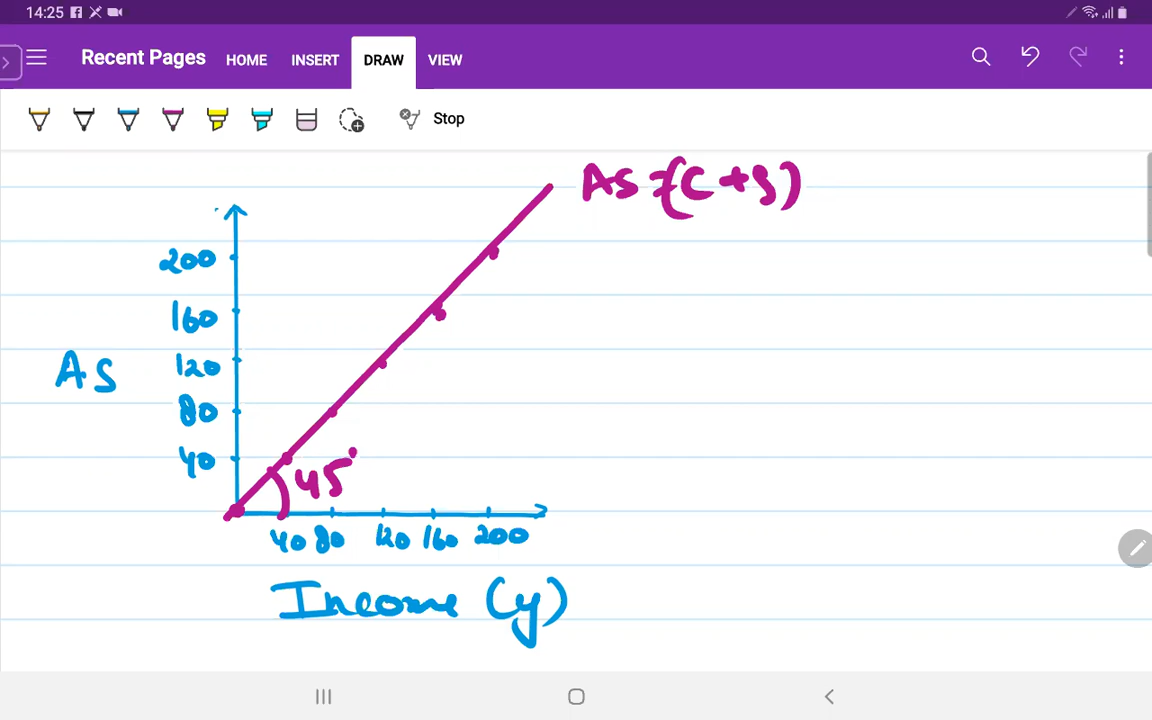 14:25
Recent Pages HOME INSERT DRAW VIEW
Stop
AS = (C + S)
200
160
AS
120
80
40
45°
40 80 120 160 200
Income (y)